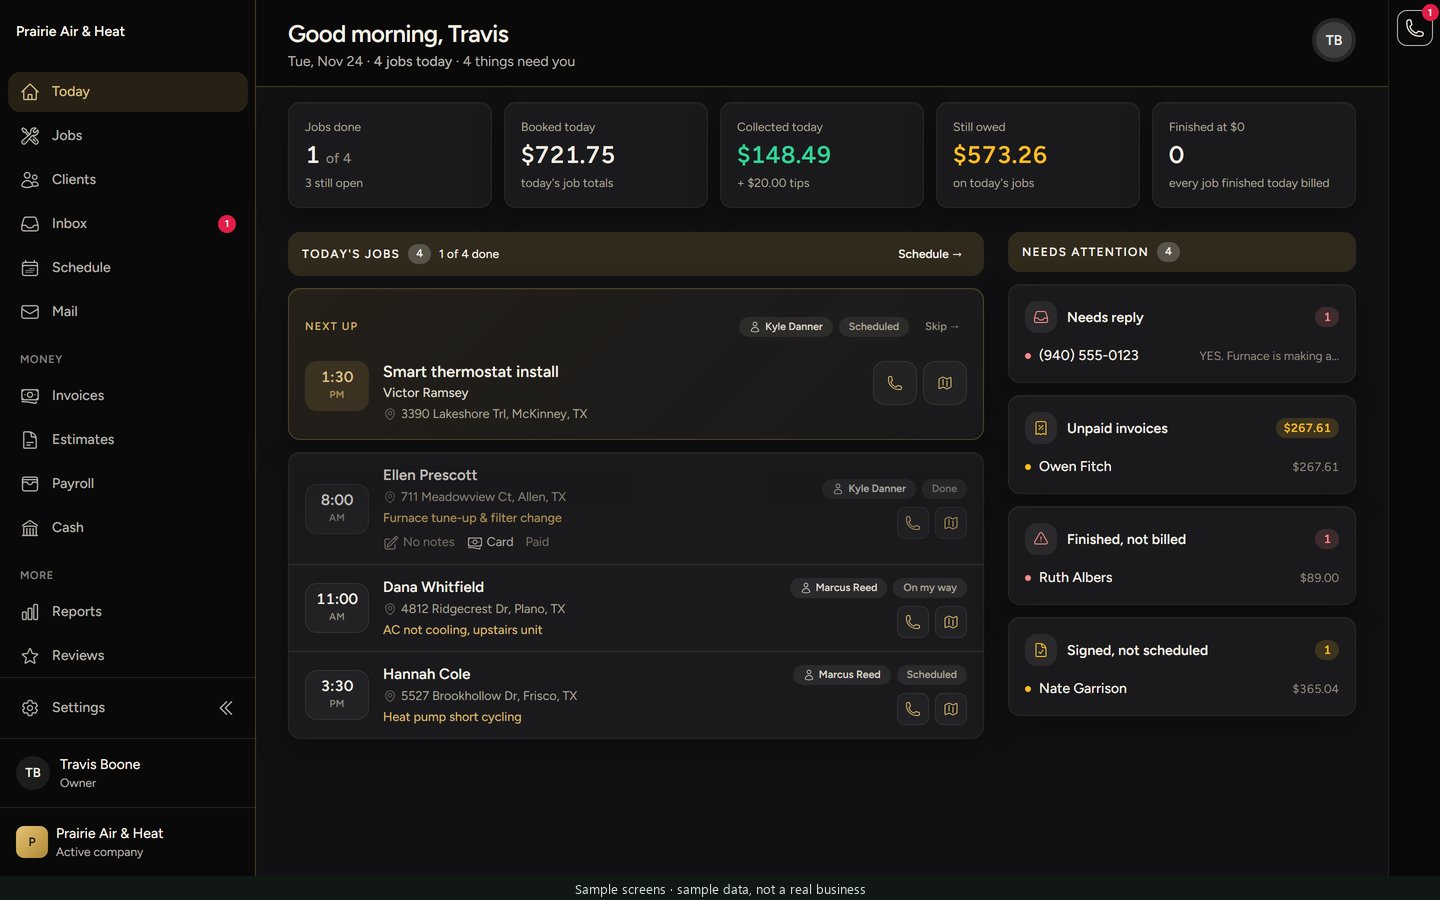 Prairie Air & Heat
Today
Jobs
Clients
Inbox 1
Schedule
Mail
MONEY
Invoices
Estimates
Payroll
Cash
MORE
Reports
Reviews
Settings
TB
Travis Boone
Owner
P
Prairie Air & Heat
Active company
Good morning, Travis
Tue, Nov 24 · 4 jobs today · 4 things need you
TB
1
Jobs done
1 of 4
3 still open
Booked today
$721.75
today's job totals
Collected today
$148.49
+ $20.00 tips
Still owed
$573.26
on today's jobs
Finished at $0
0
every job finished today billed
TODAY'S JOBS 4 1 of 4 done Schedule →
NEXT UP Kyle Danner Scheduled Skip →
1:30 PM
Smart thermostat install
Victor Ramsey
3390 Lakeshore Trl, McKinney, TX
8:00 AM
Ellen Prescott
711 Meadowview Ct, Allen, TX
Furnace tune-up & filter change
No notes Card Paid
Kyle Danner Done
11:00 AM
Dana Whitfield
4812 Ridgecrest Dr, Plano, TX
AC not cooling, upstairs unit
Marcus Reed On my way
3:30 PM
Hannah Cole
5527 Brookhollow Dr, Frisco, TX
Heat pump short cycling
Marcus Reed Scheduled
NEEDS ATTENTION 4
Needs reply 1
(940) 555-0123 YES. Furnace is making a...
Unpaid invoices $267.61
Owen Fitch $267.61
Finished, not billed 1
Ruth Albers $89.00
Signed, not scheduled 1
Nate Garrison $365.04
Sample screens · sample data, not a real business